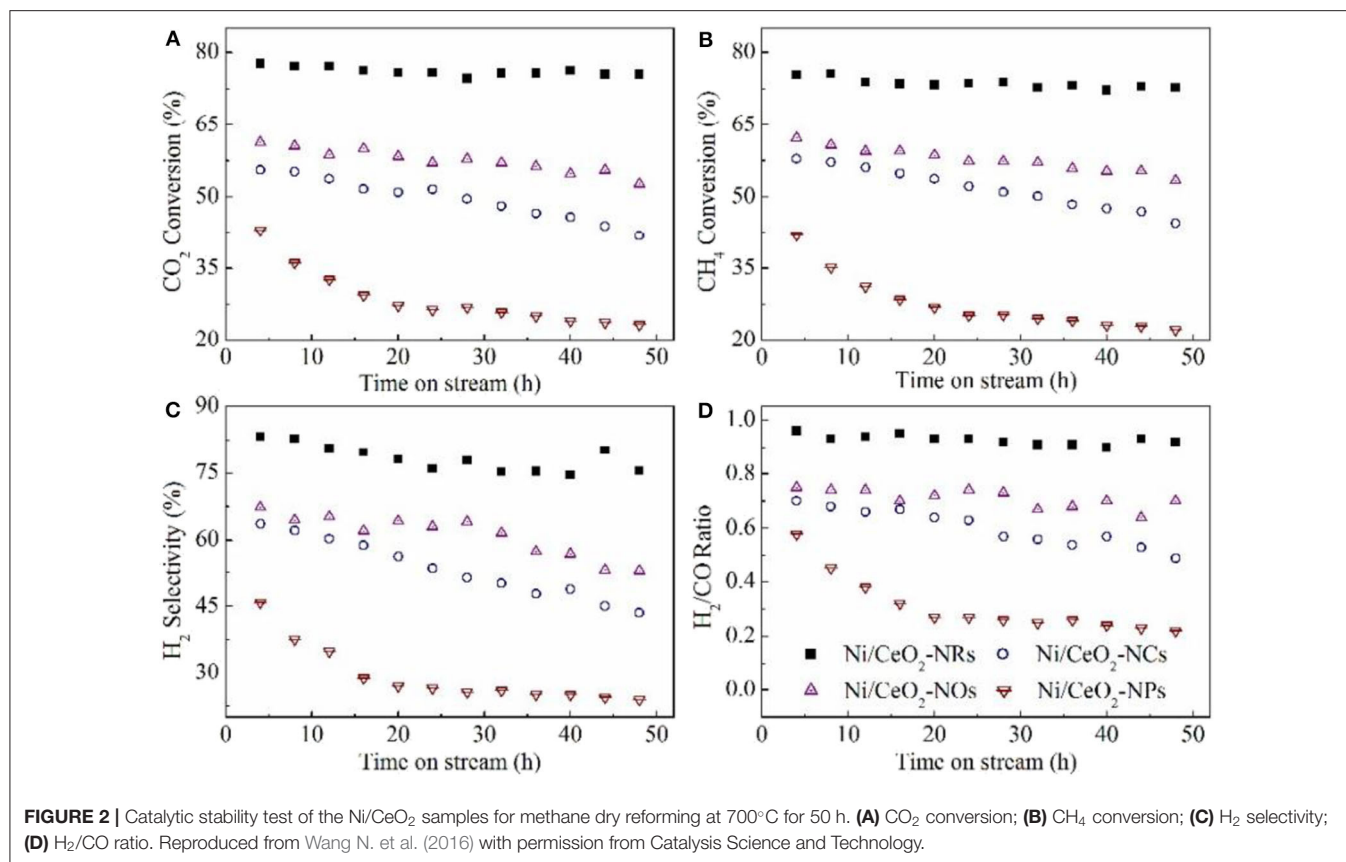 A
80
65
50
35
20
CO₂ Conversion (%)
0 10 20 30 40 50
Time on stream (h)
B
80
65
50
35
20
CH₄ Conversion (%)
0 10 20 30 40 50
Time on stream (h)
C
90
75
60
45
30
H₂ Selectivity (%)
0 10 20 30 40 50
Time on stream (h)
D
1.0
0.8
0.6
0.4
0.2
0.0
H₂/CO Ratio
Ni/CeO₂-NRs Ni/CeO₂-NCs
Ni/CeO₂-NOs Ni/CeO₂-NPs
0 10 20 30 40 50
Time on stream (h)
FIGURE 2 | Catalytic stability test of the Ni/CeO₂ samples for methane dry reforming at 700°C for 50 h. (A) CO₂ conversion; (B) CH₄ conversion; (C) H₂ selectivity;
(D) H₂/CO ratio. Reproduced from Wang N. et al. (2016) with permission from Catalysis Science and Technology.